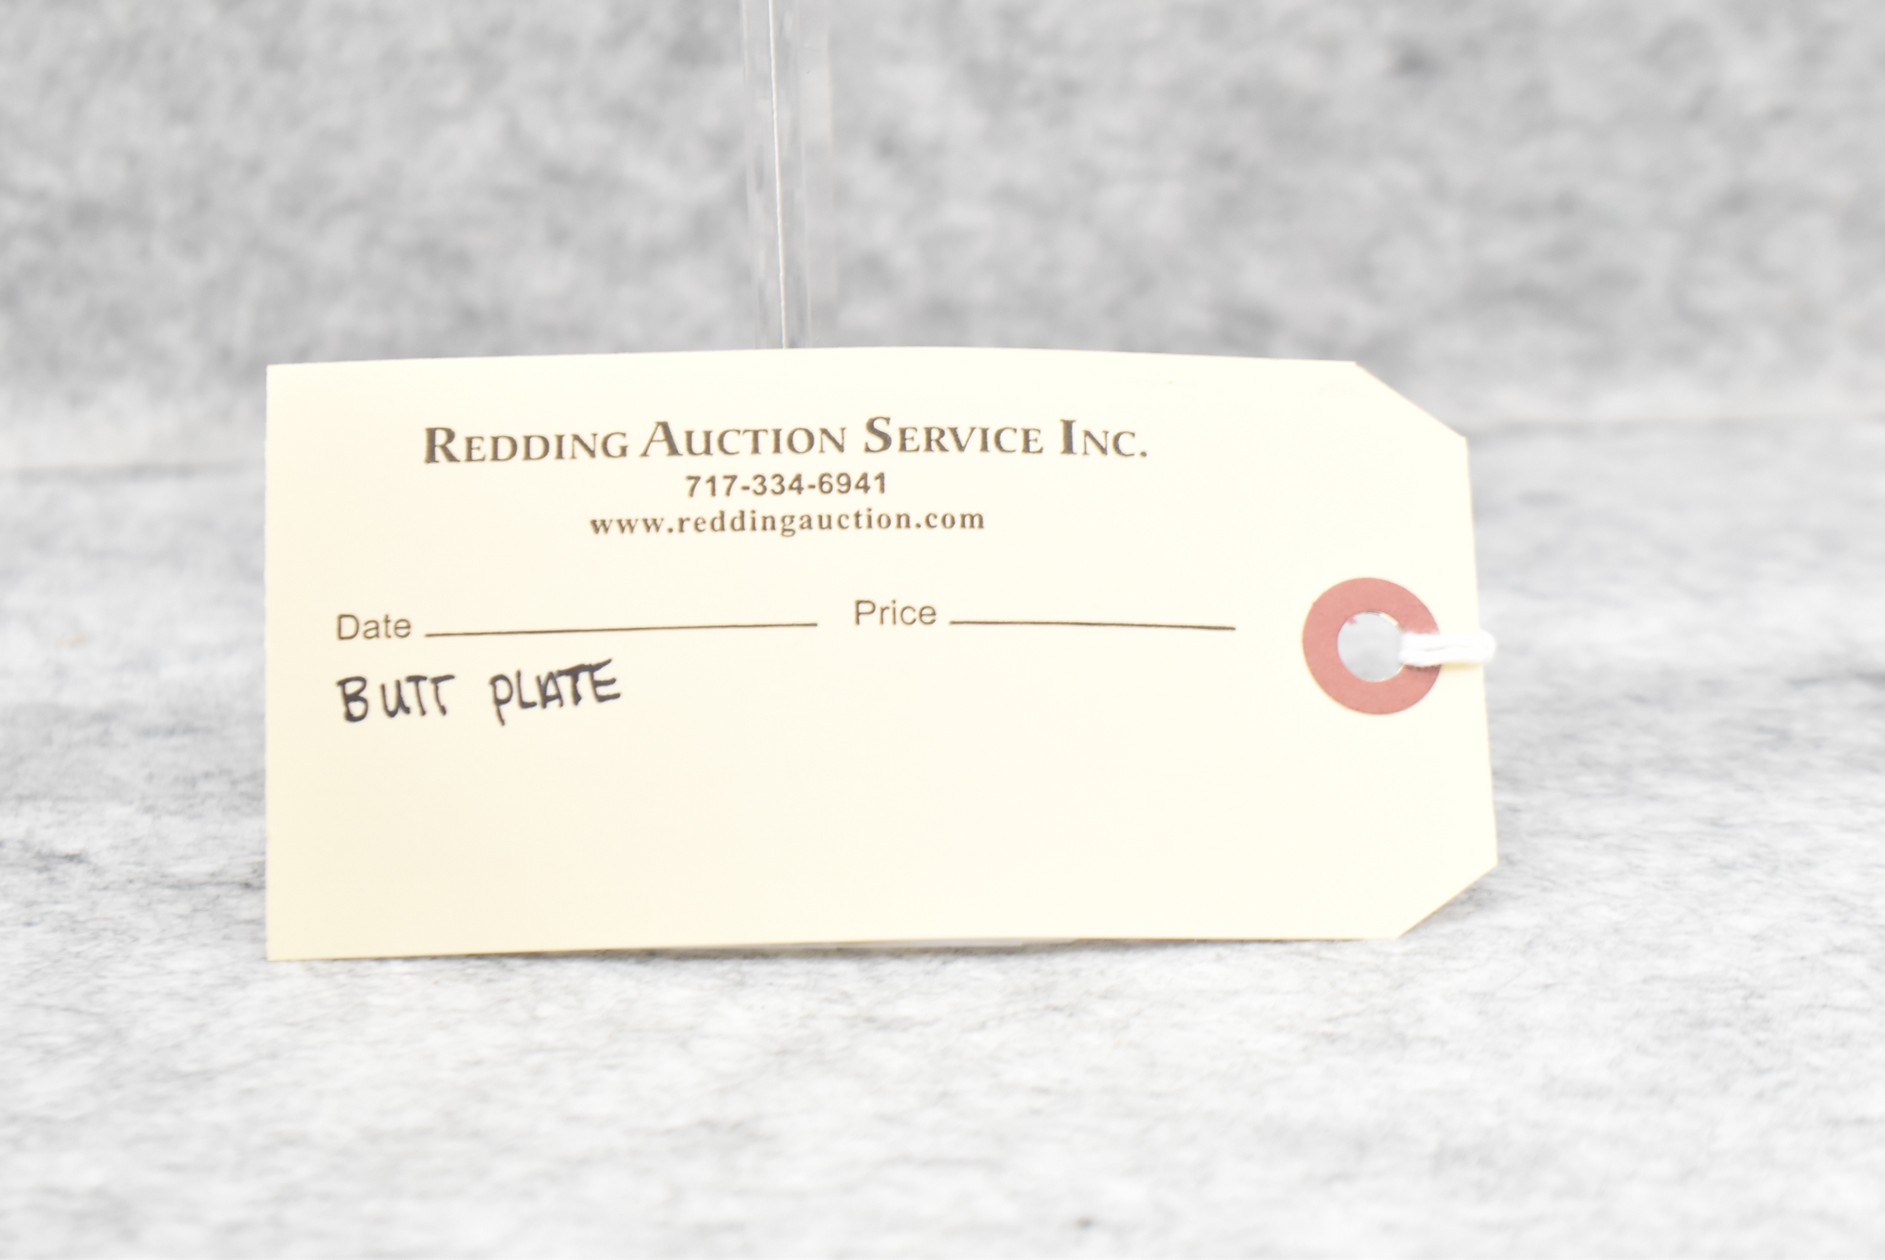 REDDING AUCTION SERVICE INC.
717-334-6941
www.reddingauction.com
Date Price
BUTT PLATE